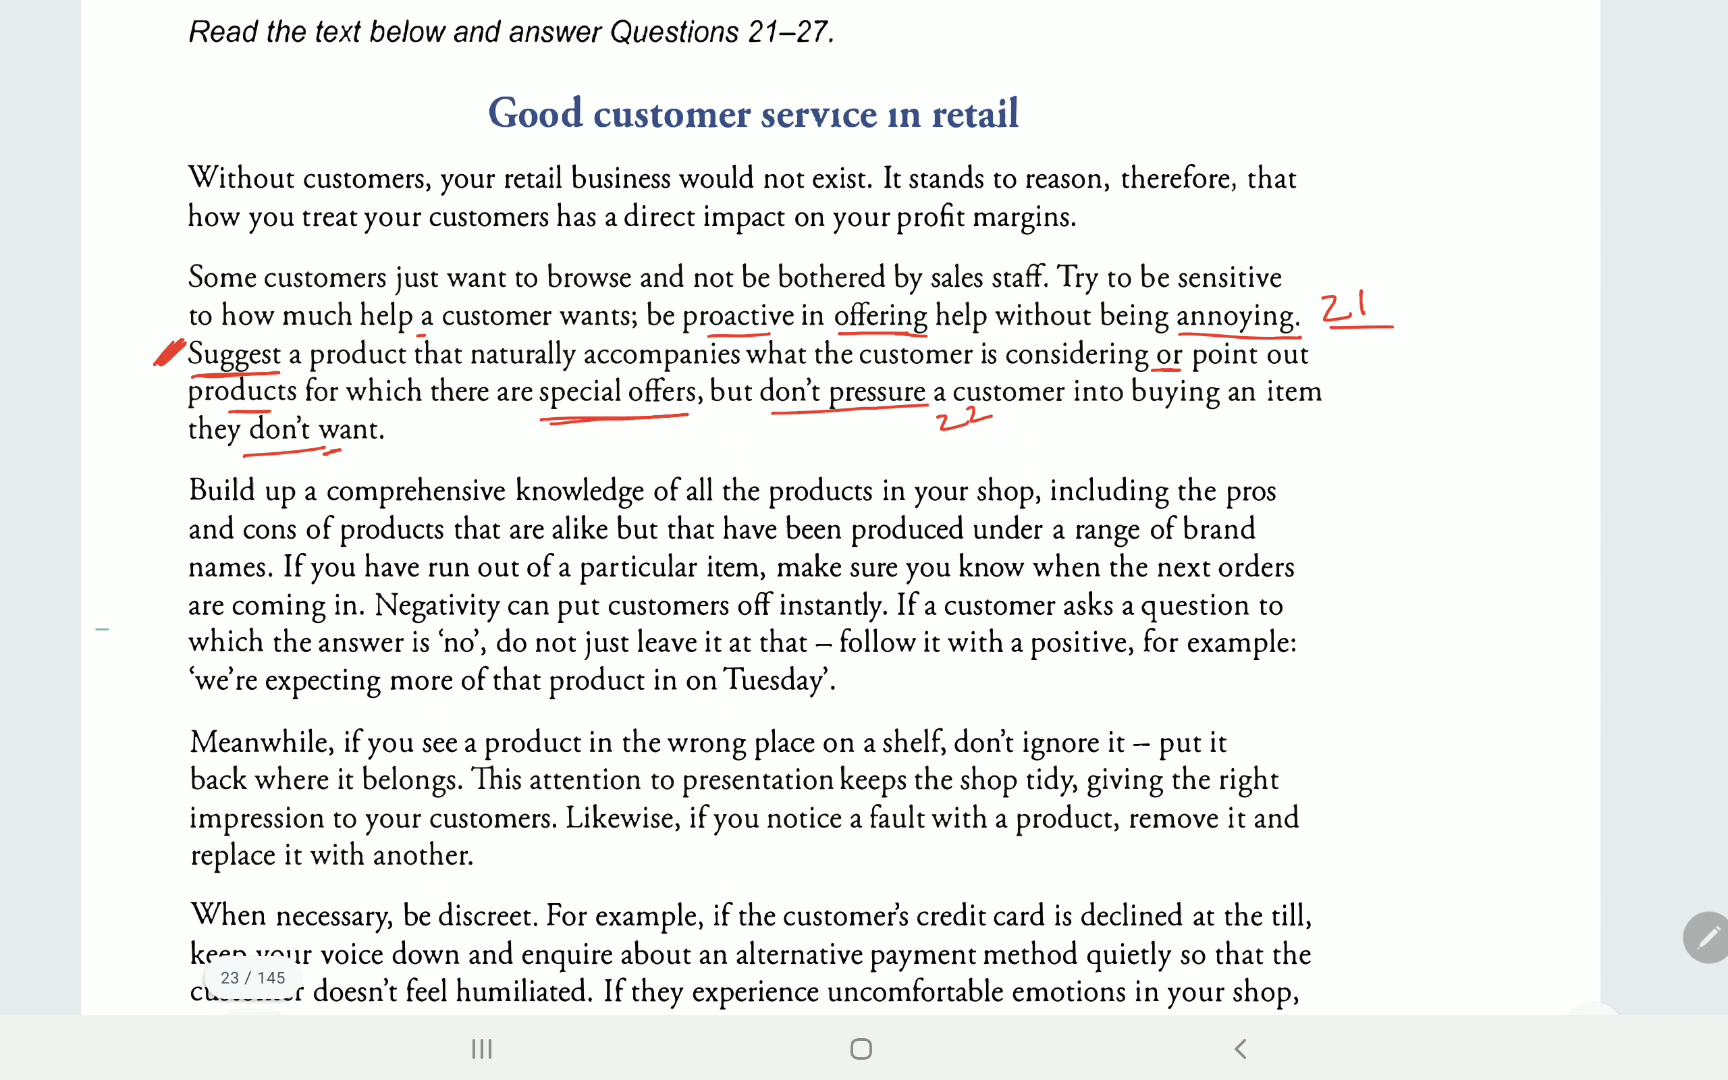 Read the text below and answer Questions 21–27.
Good customer service in retail
Without customers, your retail business would not exist. It stands to reason, therefore, that
how you treat your customers has a direct impact on your profit margins.
Some customers just want to browse and not be bothered by sales staff. Try to be sensitive
to how much help a customer wants; be proactive in offering help without being annoying. 21
Suggest a product that naturally accompanies what the customer is considering or point out
products for which there are special offers, but don't pressure a customer into buying an item
22
they don't want.
Build up a comprehensive knowledge of all the products in your shop, including the pros
and cons of products that are alike but that have been produced under a range of brand
names. If you have run out of a particular item, make sure you know when the next orders
are coming in. Negativity can put customers off instantly. If a customer asks a question to
which the answer is ‘no’, do not just leave it at that – follow it with a positive, for example:
‘we’re expecting more of that product in on Tuesday’.
Meanwhile, if you see a product in the wrong place on a shelf, don’t ignore it – put it
back where it belongs. This attention to presentation keeps the shop tidy, giving the right
impression to your customers. Likewise, if you notice a fault with a product, remove it and
replace it with another.
When necessary, be discreet. For example, if the customer’s credit card is declined at the till,
keep your voice down and enquire about an alternative payment method quietly so that the
customer doesn’t feel humiliated. If they experience uncomfortable emotions in your shop,
23 / 145